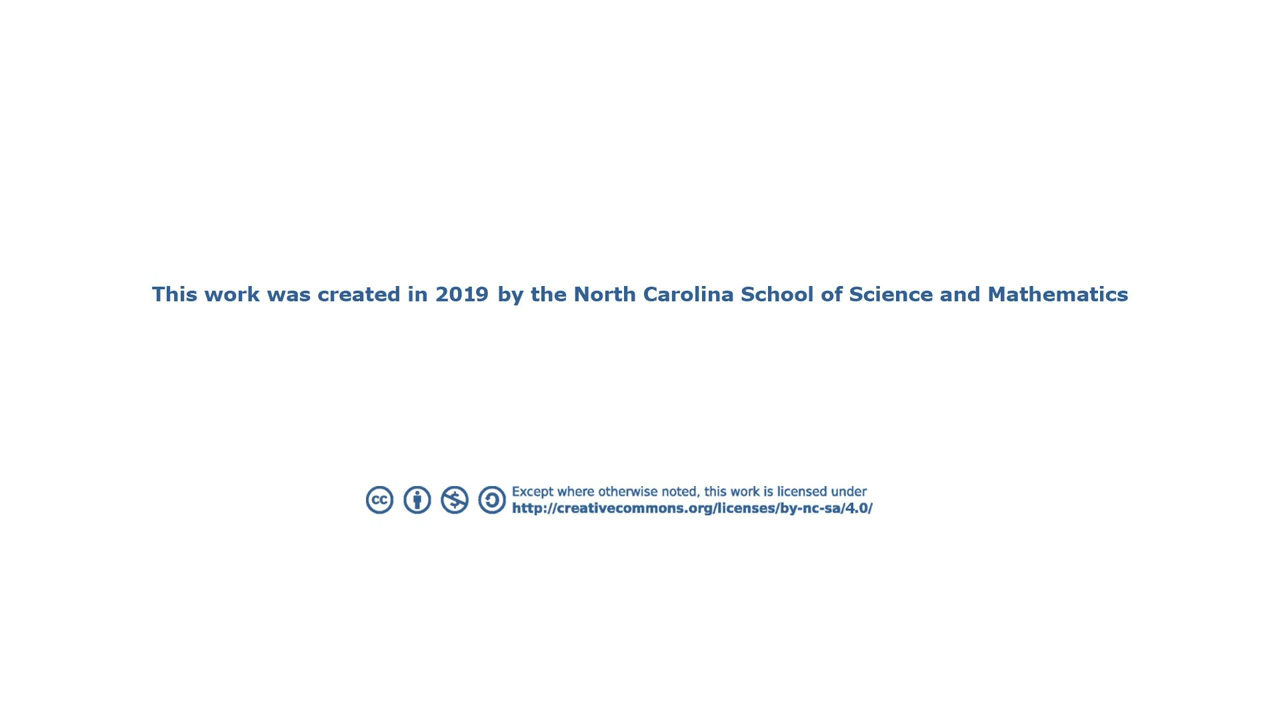 This work was created in 2019 by the North Carolina School of Science and Mathematics
cc
Except where otherwise noted, this work is licensed under
http://creativecommons.org/licenses/by-nc-sa/4.0/